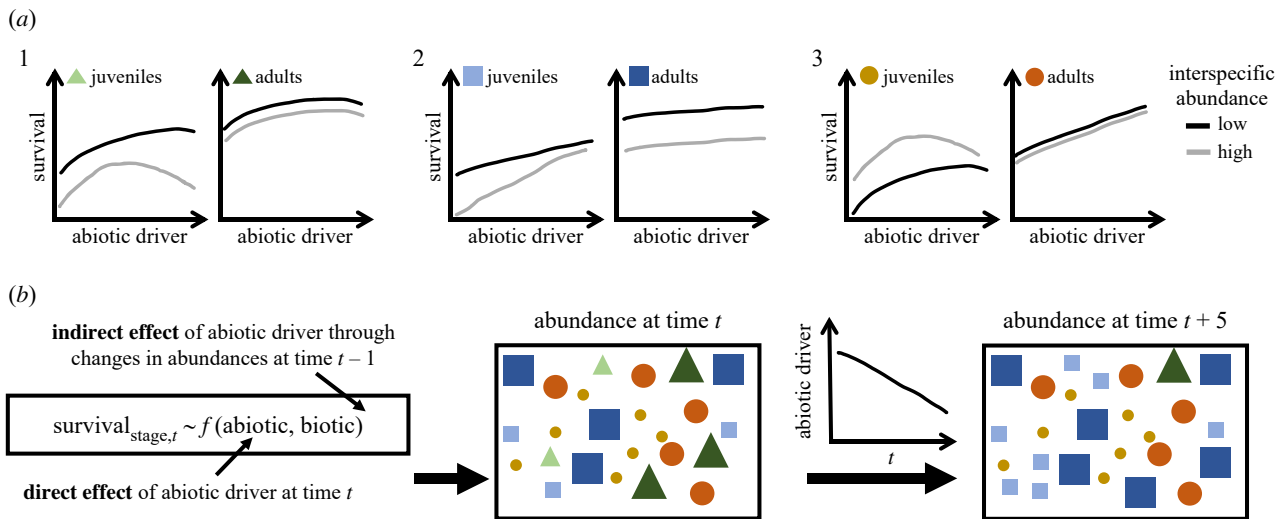 (a)
1
juveniles
adults
2
juveniles
adults
3
juveniles
adults
interspecific
abundance
low
high
survival
abiotic driver
abiotic driver
survival
abiotic driver
abiotic driver
survival
abiotic driver
abiotic driver
(b)
indirect effect of abiotic driver through
changes in abundances at time t – 1
survivalstage,t ~ f (abiotic, biotic)
direct effect of abiotic driver at time t
abundance at time t
abiotic driver
t
abundance at time t + 5